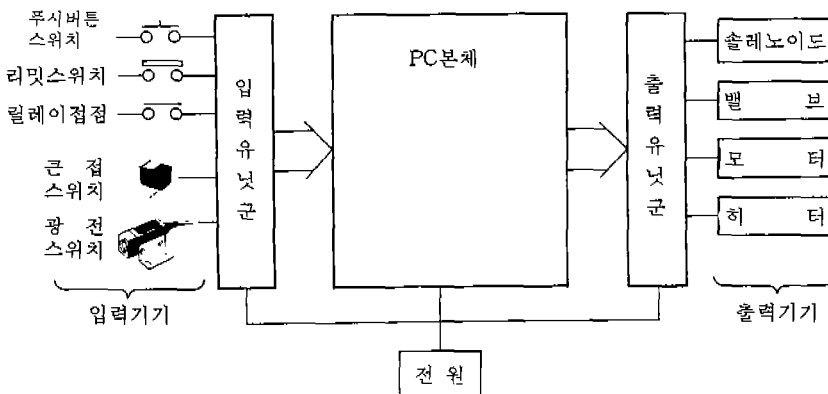 푸시버튼
스위치
리밋스위치
릴레이접점
큰 접
스위치
광 전
스위치
입력기기
입력유닛군
PC본체
출력유닛군
솔레노이드
밸 브
모 터
히 터
출력기기
전 원